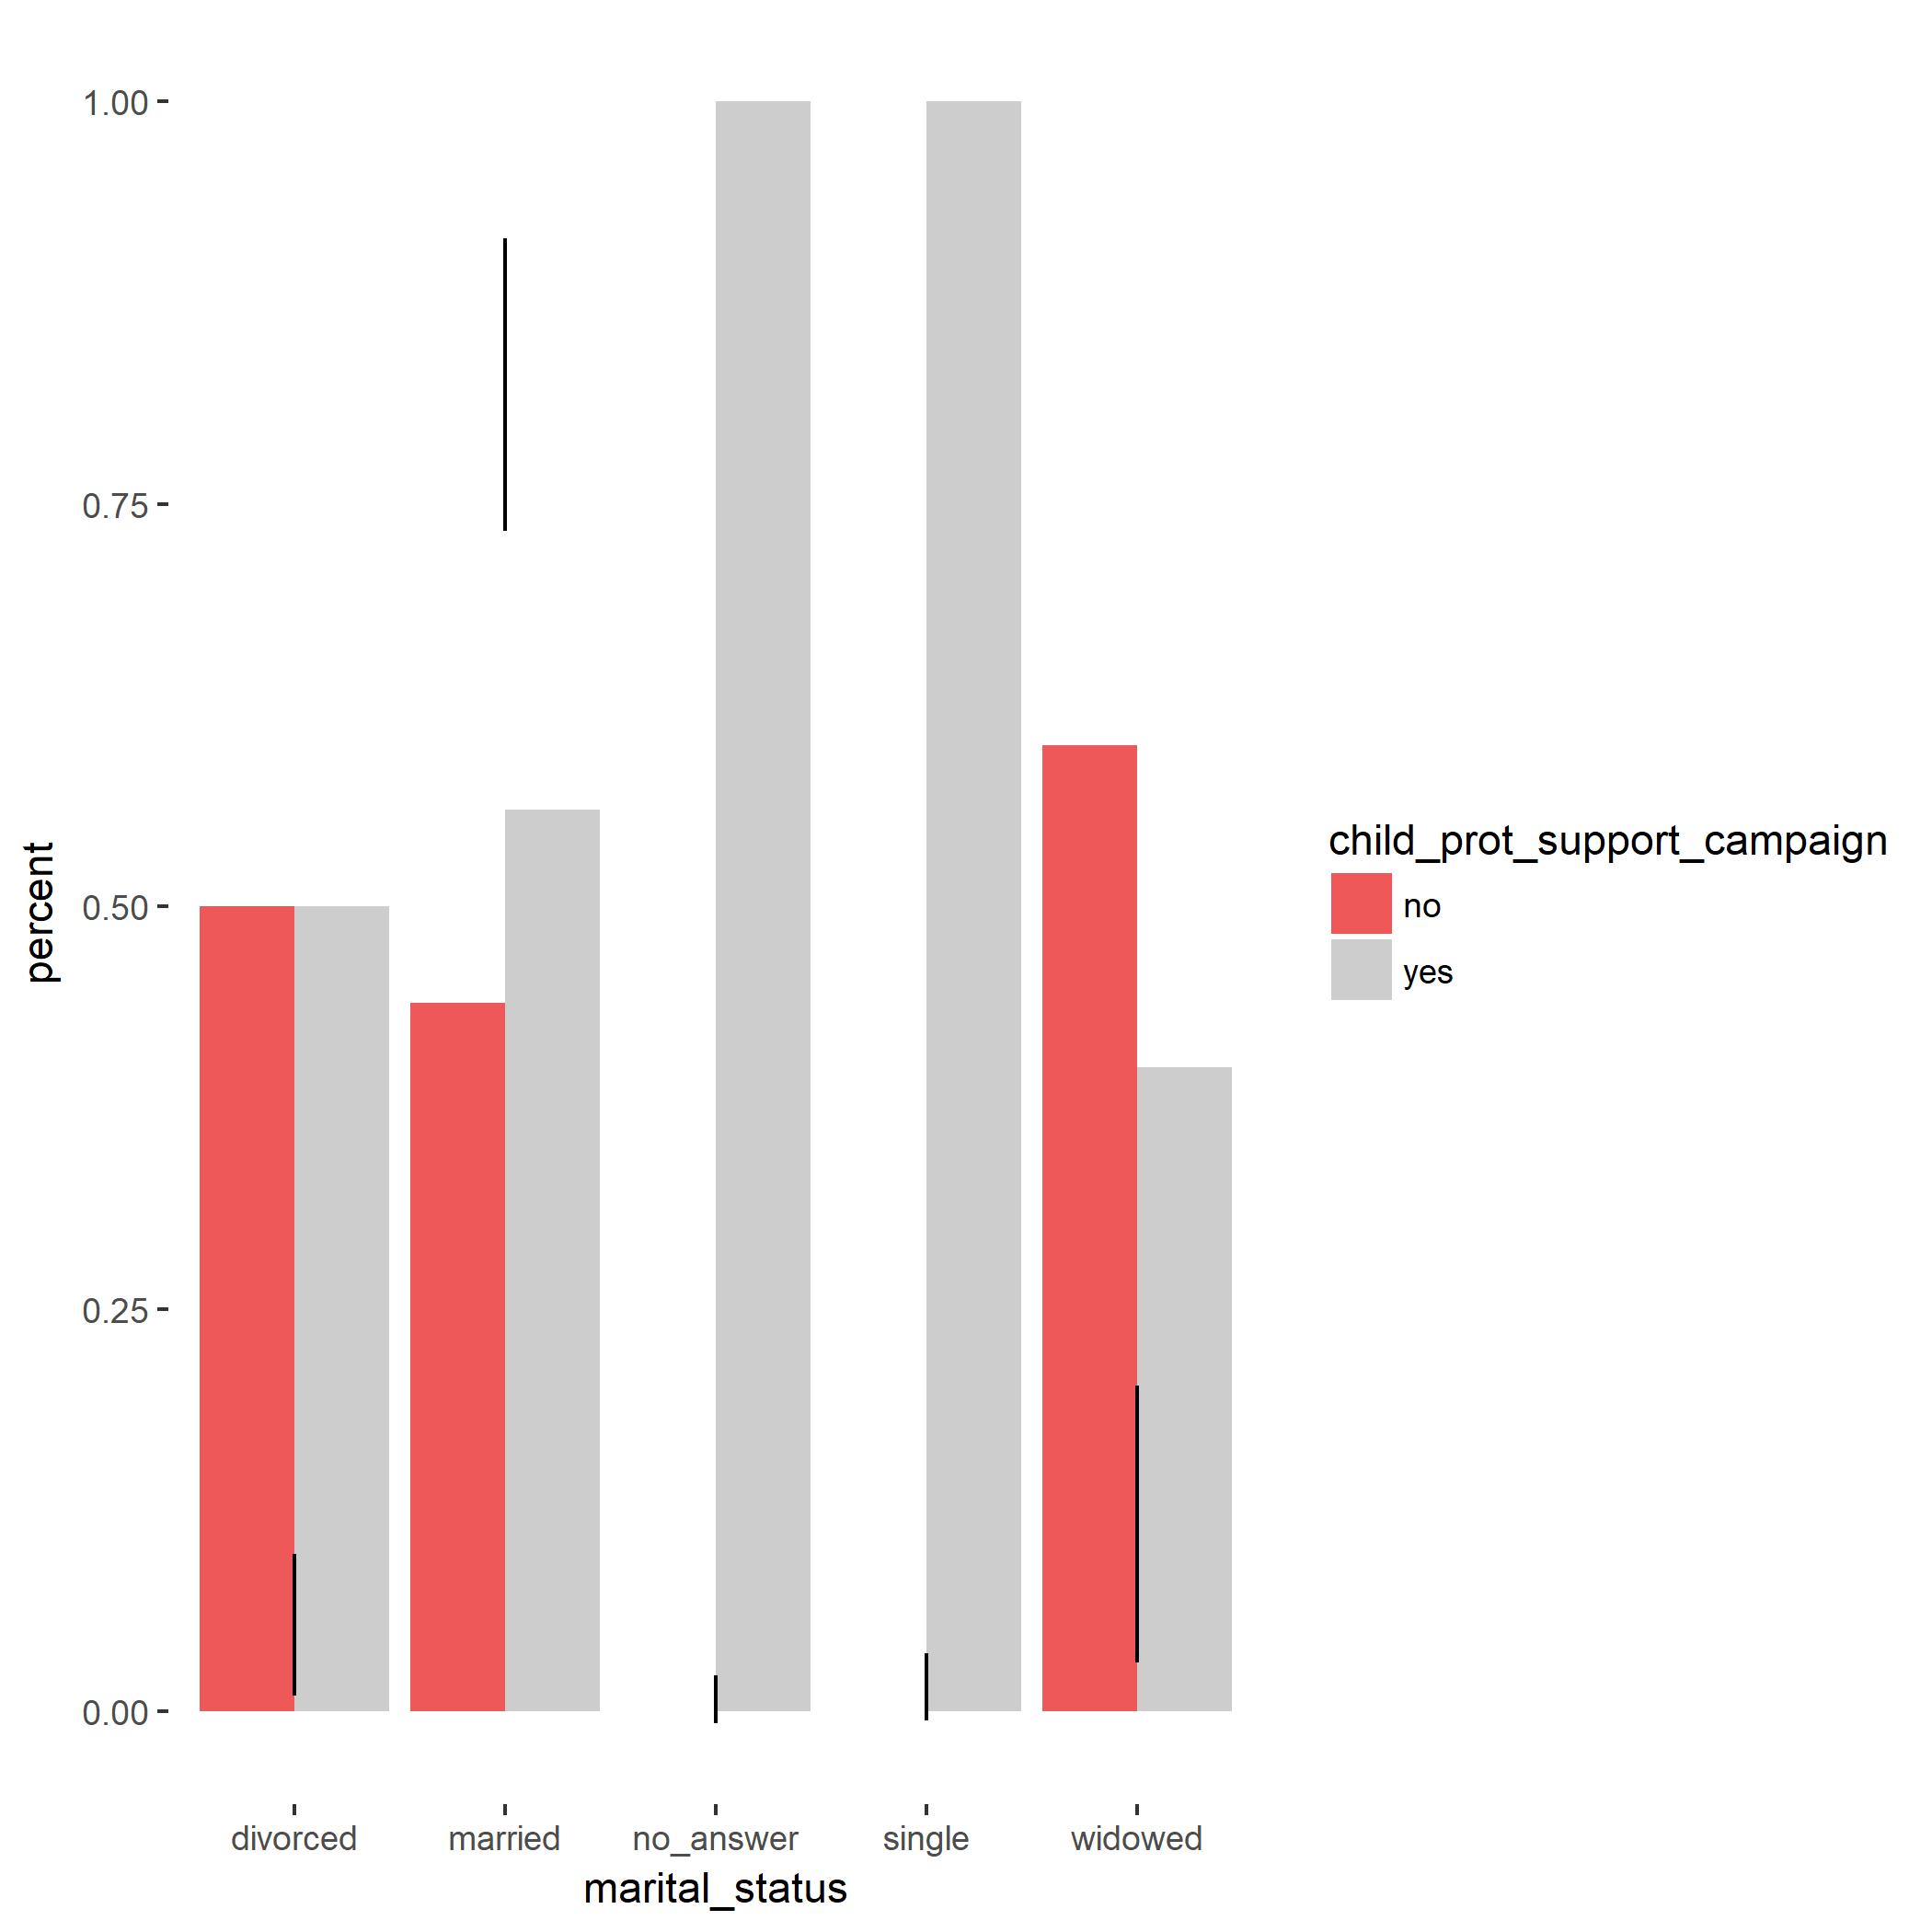 1.00
0.75
0.50
0.25
0.00
percent
divorced married no_answer single widowed
marital_status
child_prot_support_campaign
no
yes